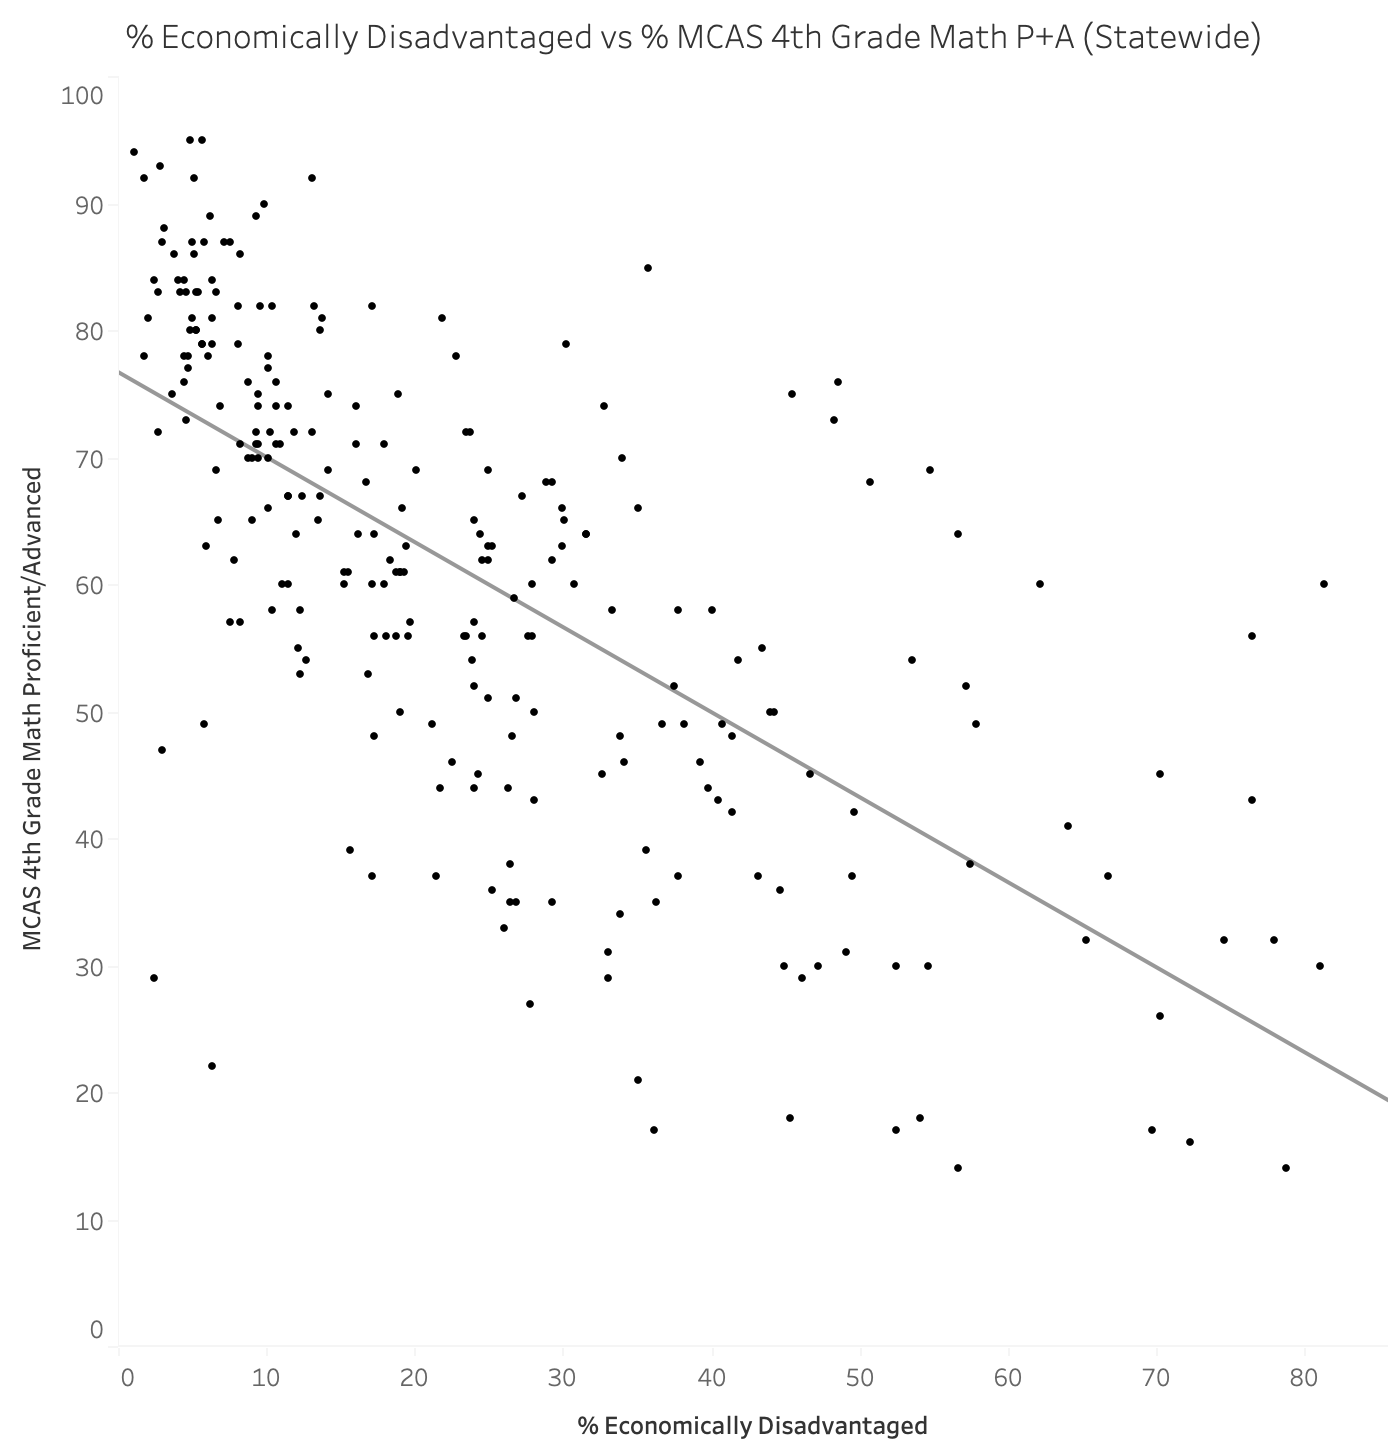 % Economically Disadvantaged vs % MCAS 4th Grade Math P+A (Statewide)
MCAS 4th Grade Math Proficient/Advanced
100
90
80
70
60
50
40
30
20
10
0
0 10 20 30 40 50 60 70 80
% Economically Disadvantaged